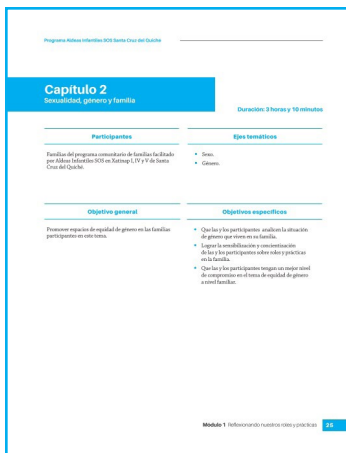 Programa Aldeas Infantiles SOS Santa Cruz del Quiché
Capítulo 2
Sexualidad, género y familia
Duración: 3 horas y 10 minutos
Participantes
Familias del programa comunitario de familias facilitado
por Aldeas Infantiles SOS en Xatinap I, IV y V de Santa
Cruz del Quiché.
Ejes temáticos
• Sexo.
• Género.
Objetivo general
Promover espacios de equidad de género en las familias
participantes en este tema.
Objetivos específicos
• Que las y los participantes analicen la situación
de género que viven en su familia.
• Lograr la sensibilización y concientización
de las y los participantes sobre roles y prácticas
en la familia.
• Que las y los participantes tengan un mejor nivel
de compromiso en el tema de equidad de género
a nivel familiar.
Módulo 1 Reflexionando nuestros roles y prácticas 25